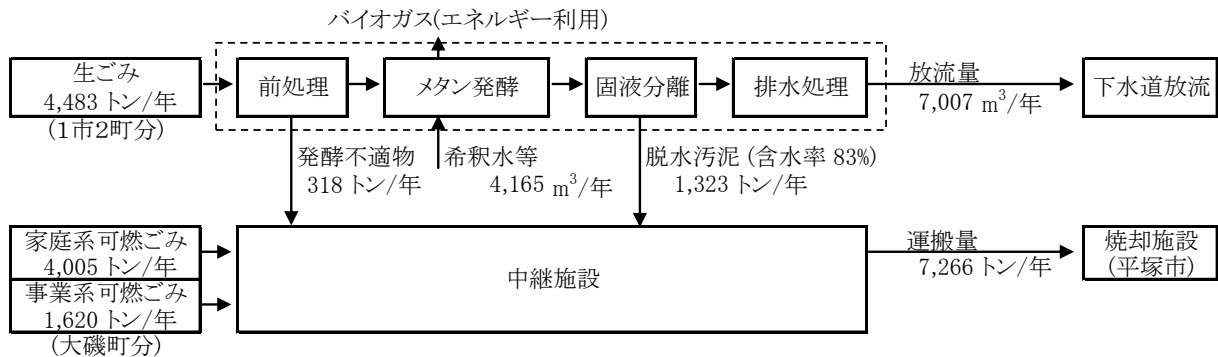 バイオガス(エネルギー利用)
生ごみ
4,483 トン/年
(1市2町分)
前処理
メタン発酵
固液分離
排水処理
放流量
7,007 m³/年
下水道放流
発酵不適物
318 トン/年
希釈水等
4,165 m³/年
脱水汚泥 (含水率 83%)
1,323 トン/年
家庭系可燃ごみ
4,005 トン/年
事業系可燃ごみ
1,620 トン/年
(大磯町分)
中継施設
運搬量
7,266 トン/年
焼却施設
(平塚市)